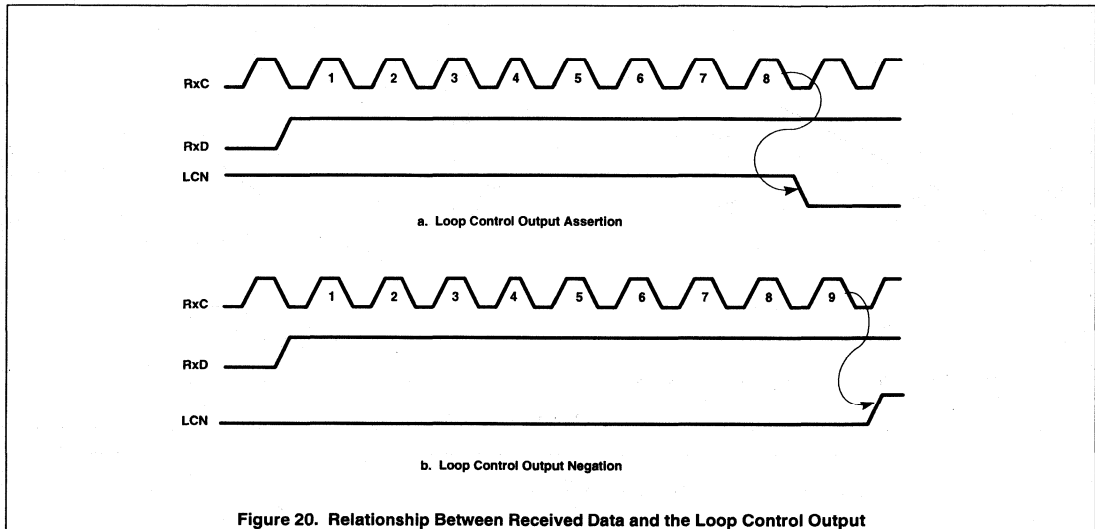 RxC 1 2 3 4 5 6 7 8
RxD
LCN
a. Loop Control Output Assertion
RxC 1 2 3 4 5 6 7 8 9
RxD
LCN
b. Loop Control Output Negation
Figure 20. Relationship Between Received Data and the Loop Control Output